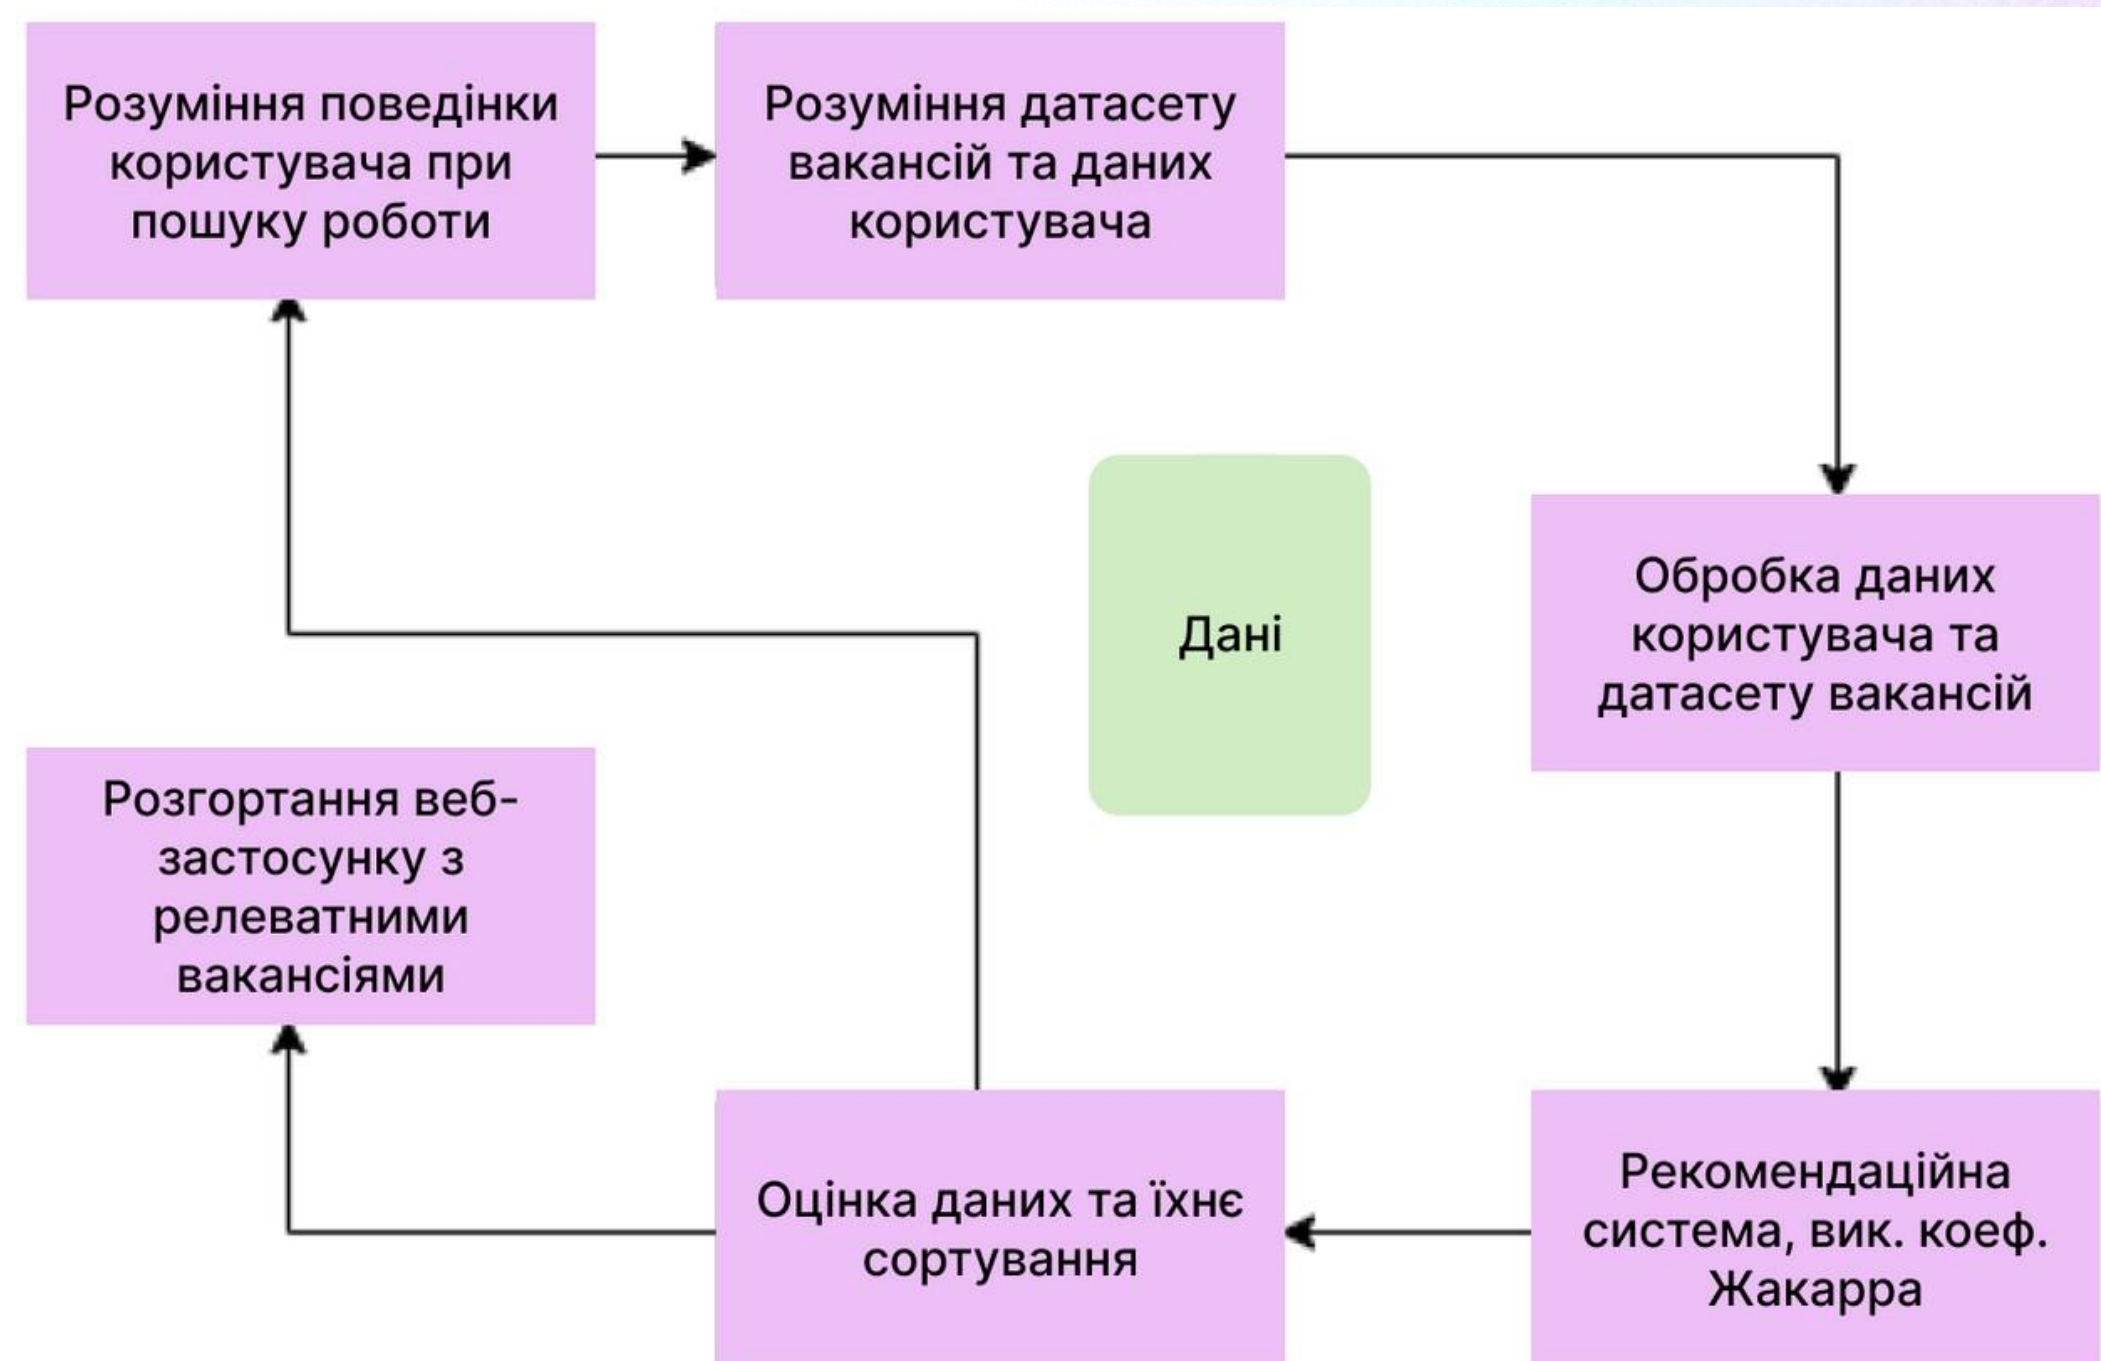 Розуміння поведінки
користувача при
пошуку роботи
Розуміння датасету
вакансій та даних
користувача
Обробка даних
користувача та
датасету вакансій
Дані
Розгортання веб-
застосунку з
релеватними
вакансіями
Оцінка даних та їхнє
сортування
Рекомендаційна
система, вик. коеф.
Жакарра